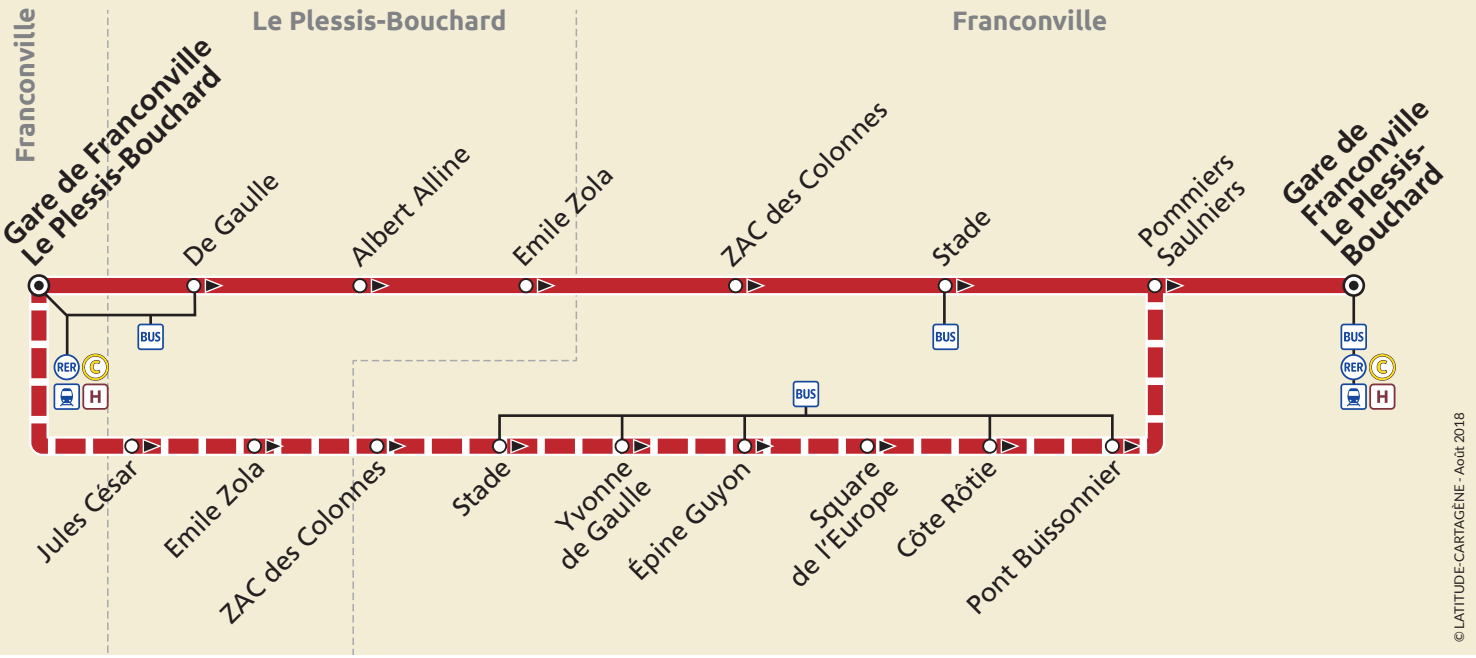 Franconville
Le Plessis-Bouchard
Franconville
Gare de Franconville
Le Plessis-Bouchard
De Gaulle
Albert Alline
Emile Zola
ZAC des Colonnes
Stade
Pommiers
Saulniers
Gare de
Franconville
Le Plessis-
Bouchard
BUS
BUS
BUS
RER C
H
RER C
H
BUS
Jules César
Emile Zola
ZAC des Colonnes
Stade
Yvonne
de Gaulle
Épine Guyon
Square
de l'Europe
Côte Rôtie
Pont Buissonnier
© LATITUDE-CARTAGÈNE - Août 2018